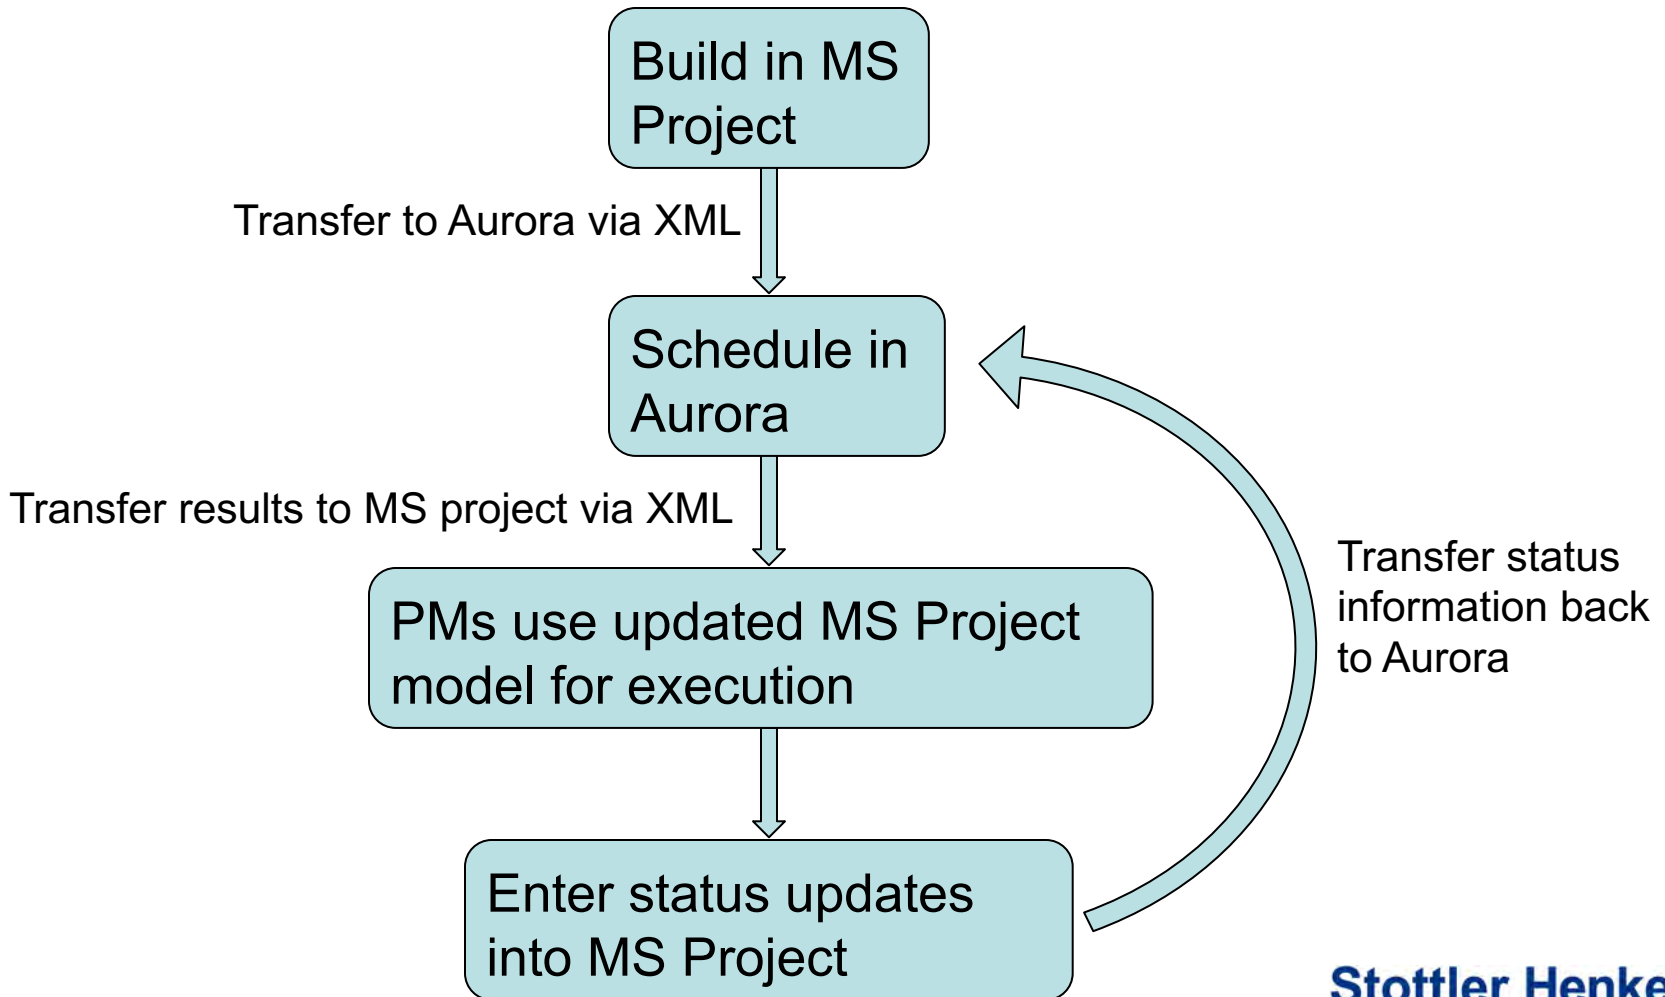 Build in MS
Project
Transfer to Aurora via XML
Schedule in
Aurora
Transfer results to MS project via XML
PMs use updated MS Project
model for execution
Transfer status
information back
to Aurora
Enter status updates
into MS Project
Stottler Henke